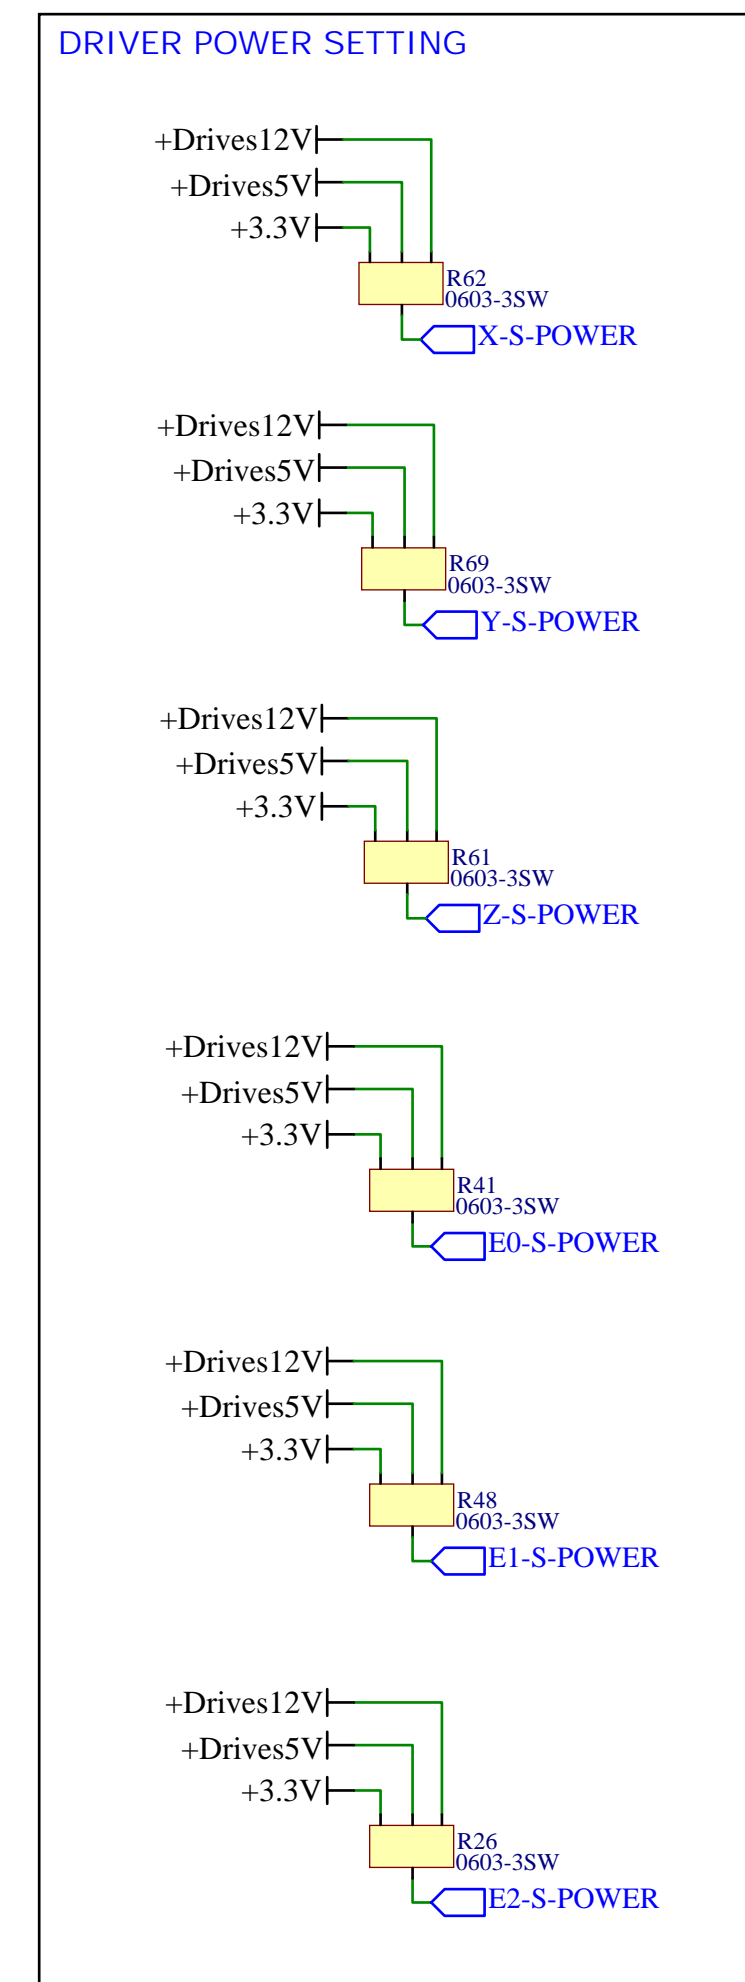 DRIVER POWER SETTING
+Drives12V
+Drives5V
+3.3V
R62
0603-3SW
X-S-POWER
+Drives12V
+Drives5V
+3.3V
R69
0603-3SW
Y-S-POWER
+Drives12V
+Drives5V
+3.3V
R61
0603-3SW
Z-S-POWER
+Drives12V
+Drives5V
+3.3V
R41
0603-3SW
E0-S-POWER
+Drives12V
+Drives5V
+3.3V
R48
0603-3SW
E1-S-POWER
+Drives12V
+Drives5V
+3.3V
R26
0603-3SW
E2-S-POWER